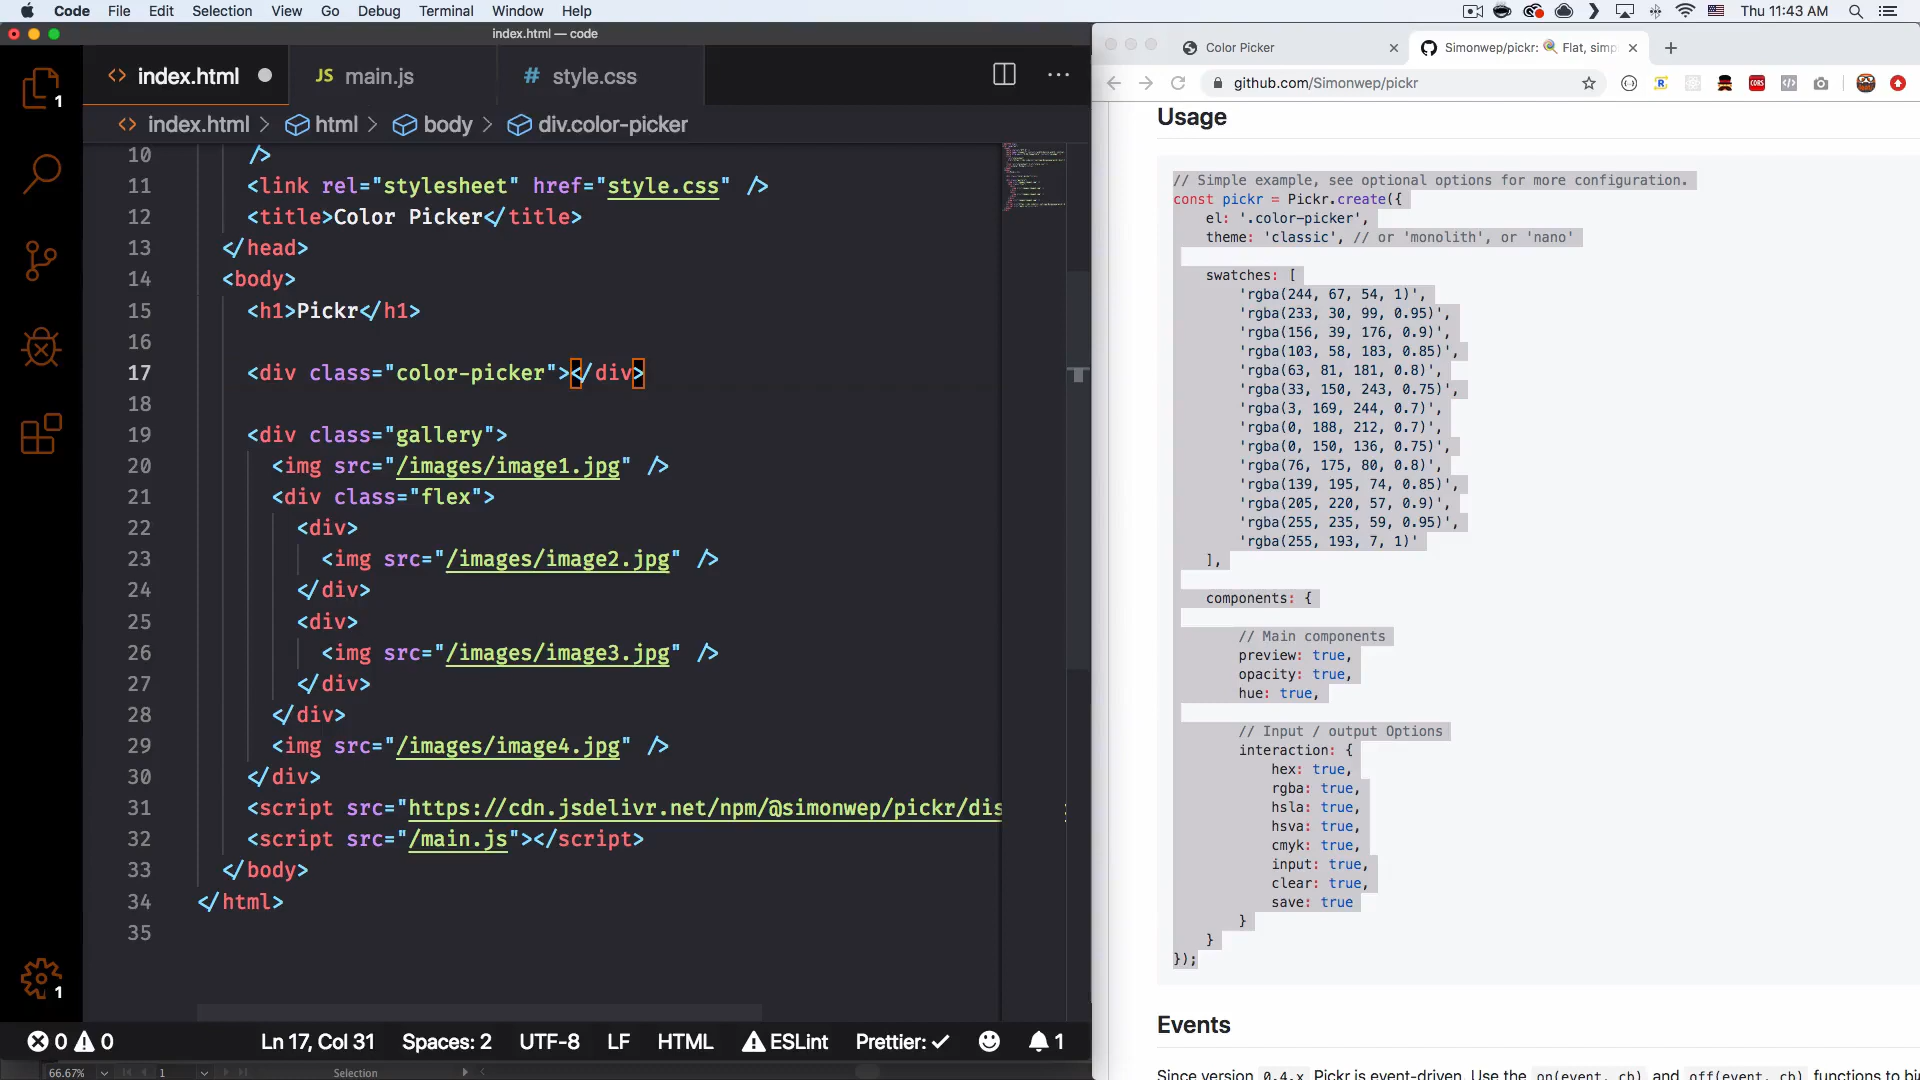 Code File Edit Selection View Go Debug Terminal Window Help
Thu 11:43 AM
index.html — code
index.html
JS main.js
# style.css
index.html > html > body > div.color-picker
10 />
11 <link rel="stylesheet" href="style.css" />
12 <title>Color Picker</title>
13 </head>
14 <body>
15 <h1>Pickr</h1>
16
17 <div class="color-picker"></div>
18
19 <div class="gallery">
20 <img src="/images/image1.jpg" />
21 <div class="flex">
22 <div>
23 <img src="/images/image2.jpg" />
24 </div>
25 <div>
26 <img src="/images/image3.jpg" />
27 </div>
28 </div>
29 <img src="/images/image4.jpg" />
30 </div>
31 <script src="https://cdn.jsdelivr.net/npm/@simonwep/pickr/dis
32 <script src="/main.js"></script>
33 </body>
34 </html>
35
1
1
0 0 Ln 17, Col 31 Spaces: 2 UTF-8 LF HTML ESLint Prettier: ✓ 1
66.67% 1 Selection
Color Picker
Simonwep/pickr: 🔍 Flat, simp
github.com/Simonwep/pickr
CORS
Usage
// Simple example, see optional options for more configuration.
const pickr = Pickr.create({
el: '.color-picker',
theme: 'classic', // or 'monolith', or 'nano'
swatches: [
'rgba(244, 67, 54, 1)',
'rgba(233, 30, 99, 0.95)',
'rgba(156, 39, 176, 0.9)',
'rgba(103, 58, 183, 0.85)',
'rgba(63, 81, 181, 0.8)',
'rgba(33, 150, 243, 0.75)',
'rgba(3, 169, 244, 0.7)',
'rgba(0, 188, 212, 0.7)',
'rgba(0, 150, 136, 0.75)',
'rgba(76, 175, 80, 0.8)',
'rgba(139, 195, 74, 0.85)',
'rgba(205, 220, 57, 0.9)',
'rgba(255, 235, 59, 0.95)',
'rgba(255, 193, 7, 1)'
],
components: {
// Main components
preview: true,
opacity: true,
hue: true,
// Input / output Options
interaction: {
hex: true,
rgba: true,
hsla: true,
hsva: true,
cmyk: true,
input: true,
clear: true,
save: true
}
}
});
Events
Since version 0.4.x Pickr is event-driven. Use the on(event, cb) and off(event, cb) functions to bi